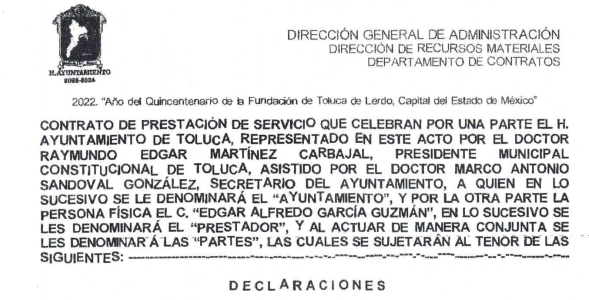 DIRECCIÓN GENERAL DE ADMINISTRACIÓN
DIRECCIÓN DE RECURSOS MATERIALES
DEPARTAMENTO DE CONTRATOS
H. AYUNTAMIENTO
2022-2024
2022. "Año del Quincentenario de la Fundación de Toluca de Lerdo, Capital del Estado de México"
CONTRATO DE PRESTACIÓN DE SERVICIO QUE CELEBRAN POR UNA PARTE EL H.
AYUNTAMIENTO DE TOLUCA, REPRESENTADO EN ESTE ACTO POR EL DOCTOR
RAYMUNDO EDGAR MARTÍNEZ CARBAJAL, PRESIDENTE MUNICIPAL
CONSTITUCIONAL DE TOLUCA, ASISTIDO POR EL DOCTOR MARCO ANTONIO
SANDOVAL GONZÁLEZ, SECRETARIO DEL AYUNTAMIENTO, A QUIEN EN LO
SUCESIVO SE LE DENOMINARÁ EL "AYUNTAMIENTO", Y POR LA OTRA PARTE LA
PERSONA FÍSICA EL C. "EDGAR ALFREDO GARCÍA GUZMÁN", EN LO SUCESIVO SE
LES DENOMINARÁ EL "PRESTADOR", Y AL ACTUAR DE MANERA CONJUNTA SE
LES DENOMINARÁ LAS "PARTES", LAS CUALES SE SUJETARÁN AL TENOR DE LAS
SIGUIENTES: ------------------------------------------------------------
DECLARACIONES